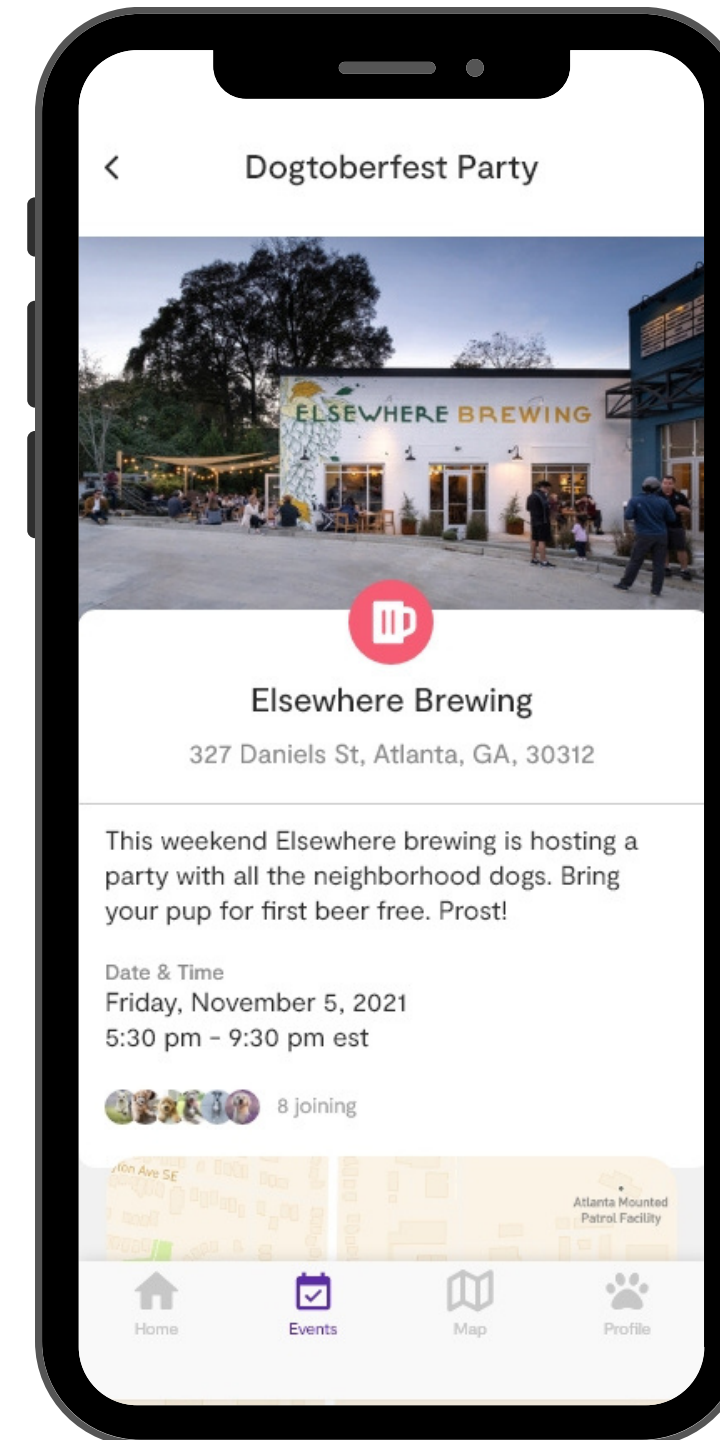 Dogtoberfest Party
ELSEWHERE BREWING
Elsewhere Brewing
327 Daniels St, Atlanta, GA, 30312
This weekend Elsewhere brewing is hosting a
party with all the neighborhood dogs. Bring
your pup for first beer free. Prost!
Date & Time
Friday, November 5, 2021
5:30 pm - 9:30 pm est
8 joining
Ave SE
Atlanta Mounted
Patrol Facility
Home
Events
Map
Profile